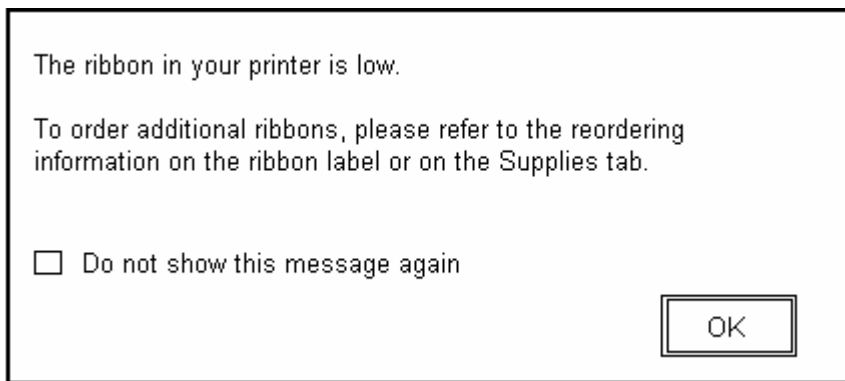 The ribbon in your printer is low.
To order additional ribbons, please refer to the reordering
information on the ribbon label or on the Supplies tab.
Do not show this message again
OK